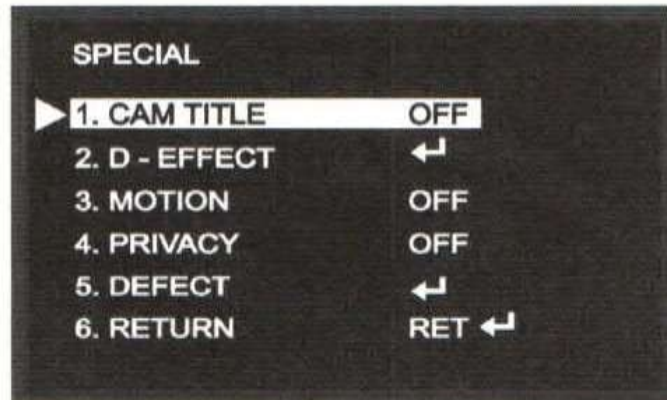 SPECIAL
1. CAM TITLE OFF
2. D - EFFECT ↵
3. MOTION OFF
4. PRIVACY OFF
5. DEFECT ↵
6. RETURN RET ↵